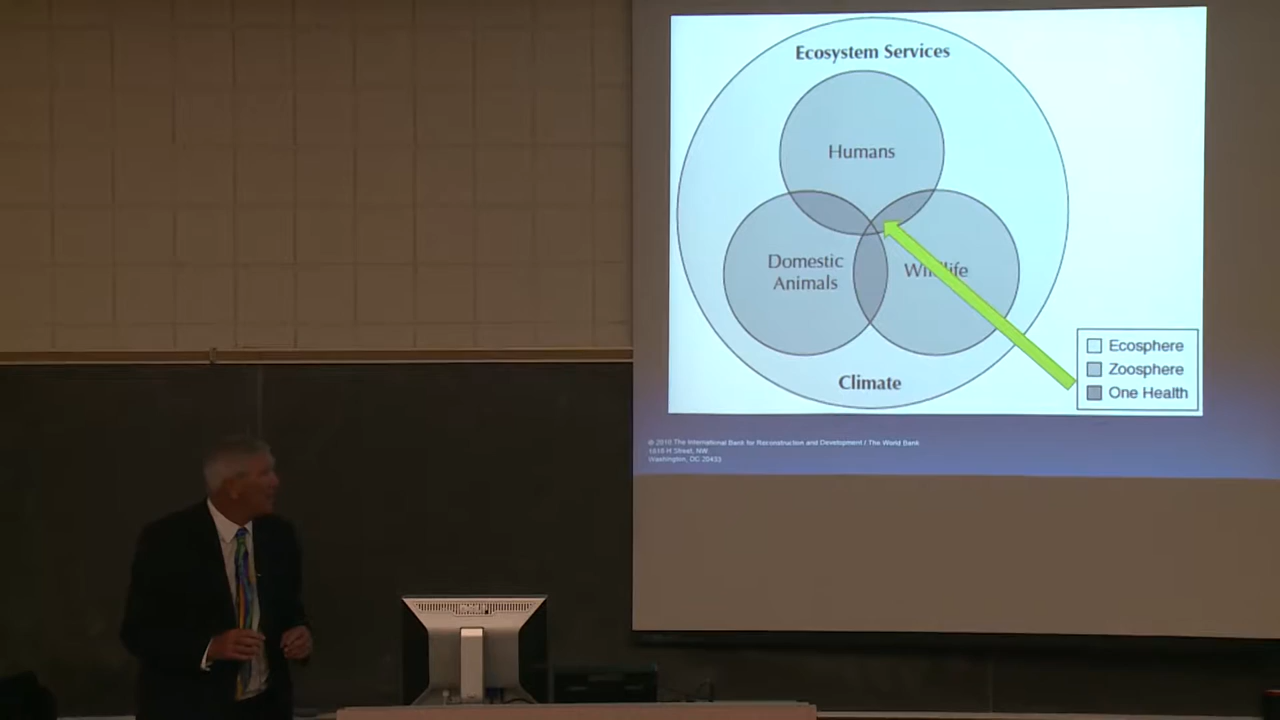 Ecosystem Services
Humans
Domestic
Animals
Wildlife
Climate
Ecosphere
Zoosphere
One Health
© 2010 The International Bank for Reconstruction and Development / The World Bank
1818 H Street, NW
Washington, DC 20433